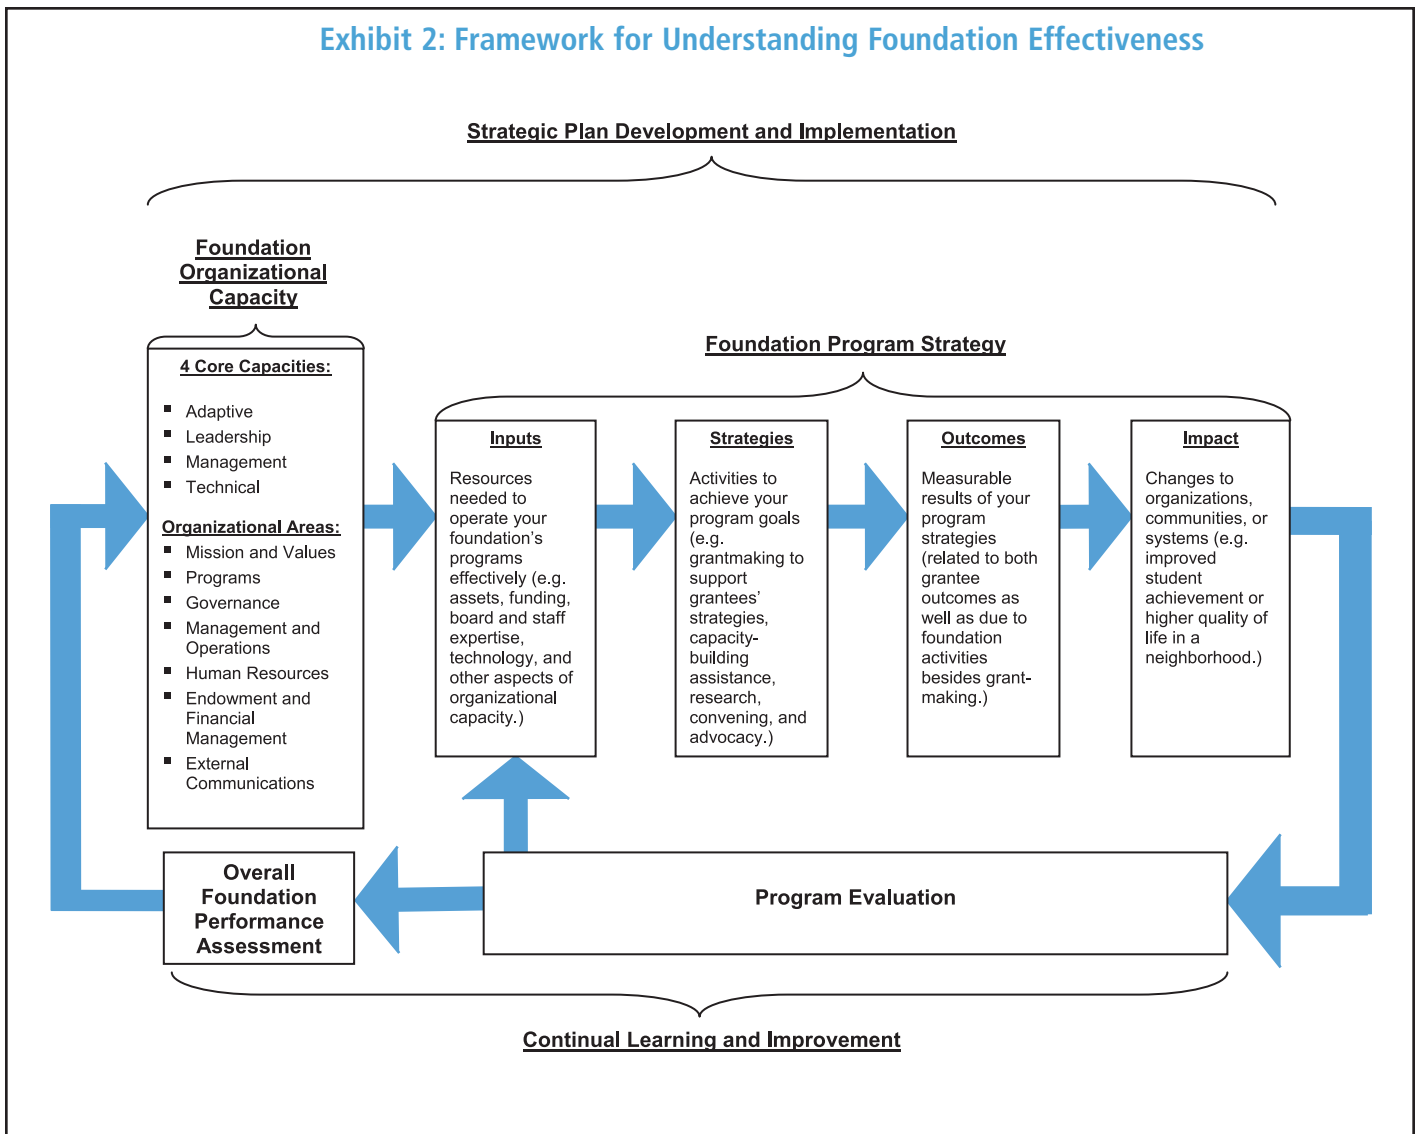 Exhibit 2: Framework for Understanding Foundation Effectiveness
Strategic Plan Development and Implementation
Foundation
Organizational
Capacity
4 Core Capacities:
▪ Adaptive
▪ Leadership
▪ Management
▪ Technical
Organizational Areas:
▪ Mission and Values
▪ Programs
▪ Governance
▪ Management and
Operations
▪ Human Resources
▪ Endowment and
Financial
Management
▪ External
Communications
Foundation Program Strategy
Inputs
Resources
needed to
operate your
foundation's
programs
effectively (e.g.
assets, funding,
board and staff
expertise,
technology, and
other aspects of
organizational
capacity.)
Strategies
Activities to
achieve your
program goals
(e.g.
grantmaking to
support
grantees'
strategies,
capacity-
building
assistance,
research,
convening, and
advocacy.)
Outcomes
Measurable
results of your
program
strategies
(related to both
grantee
outcomes as
well as due to
foundation
activities
besides grant-
making.)
Impact
Changes to
organizations,
communities, or
systems (e.g.
improved
student
achievement or
higher quality of
life in a
neighborhood.)
Overall
Foundation
Performance
Assessment
Program Evaluation
Continual Learning and Improvement